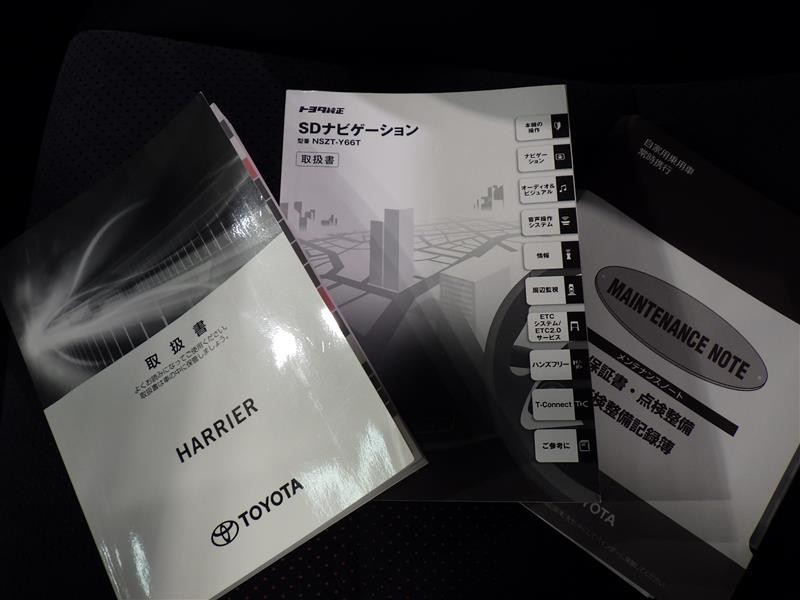 取扱書
よくお読みになってご使用ください。
取扱書は車の中に保管しましょう。
HARRIER
TOYOTA
トヨタ純正
SDナビゲーション
型番 NSZT-Y66T
取扱書
本機の
操作
ナビゲー
ション
オーディオ&
ビジュアル
音声操作
システム
情報
周辺監視
ETC
システム/
ETC2.0
サービス
ハンズフリー
T-Connect
ご参考に
自家用乗用車
常時携行
MAINTENANCE NOTE
メンテナンスノート
保証書・点検整備
検整備記録簿
OTA